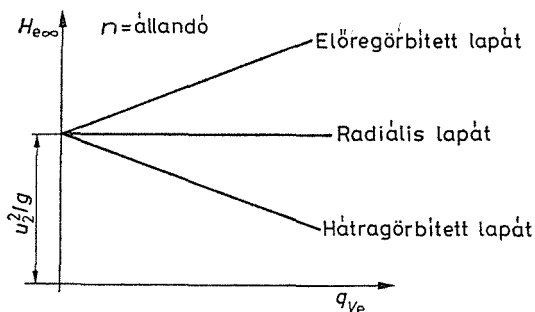 H_e∞
n=állandó
Előregörbített lapát
Radiális lapát
Hátragörbített lapát
u₂²/g
q_Ve